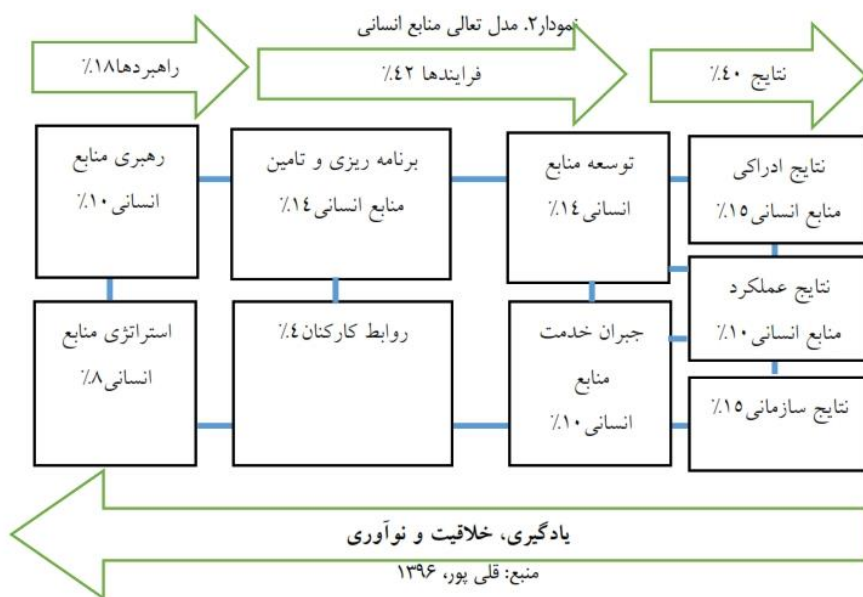 نمودار۲. مدل تعالی منابع انسانی
راهبردها۱۸٪
فرایندها ۴۲٪
نتایج ۴۰٪
رهبری منابع
انسانی۱۰٪
برنامه ریزی و تامین
منابع انسانی۱۴٪
توسعه منابع
انسانی۱۴٪
نتایج ادراکی
منابع انسانی۱۵٪
نتایج عملکرد
منابع انسانی۱۰٪
استراتژی منابع
انسانی۸٪
روابط کارکنان۴٪
جبران خدمت
منابع
انسانی۱۰٪
نتایج سازمانی۱۵٪
یادگیری، خلاقیت و نوآوری
منبع: قلی پور، ۱۳۹۶